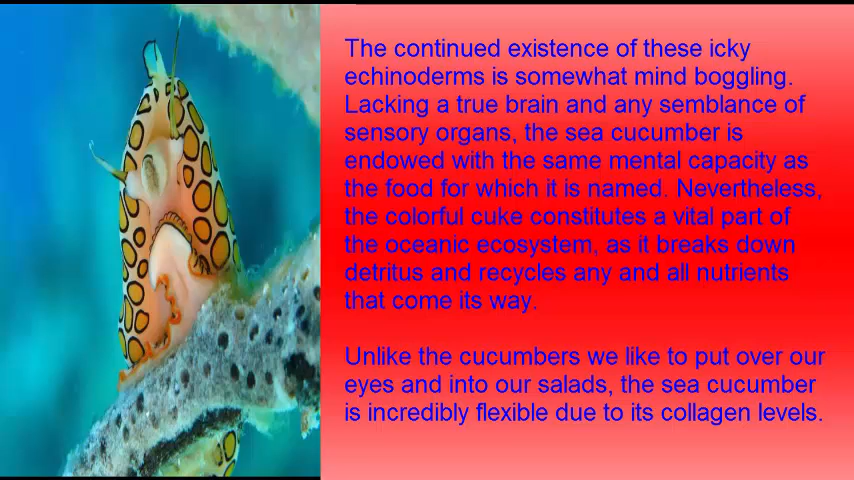 The continued existence of these icky
echinoderms is somewhat mind boggling.
Lacking a true brain and any semblance of
sensory organs, the sea cucumber is
endowed with the same mental capacity as
the food for which it is named. Nevertheless,
the colorful cuke constitutes a vital part of
the oceanic ecosystem, as it breaks down
detritus and recycles any and all nutrients
that come its way.
Unlike the cucumbers we like to put over our
eyes and into our salads, the sea cucumber
is incredibly flexible due to its collagen levels.